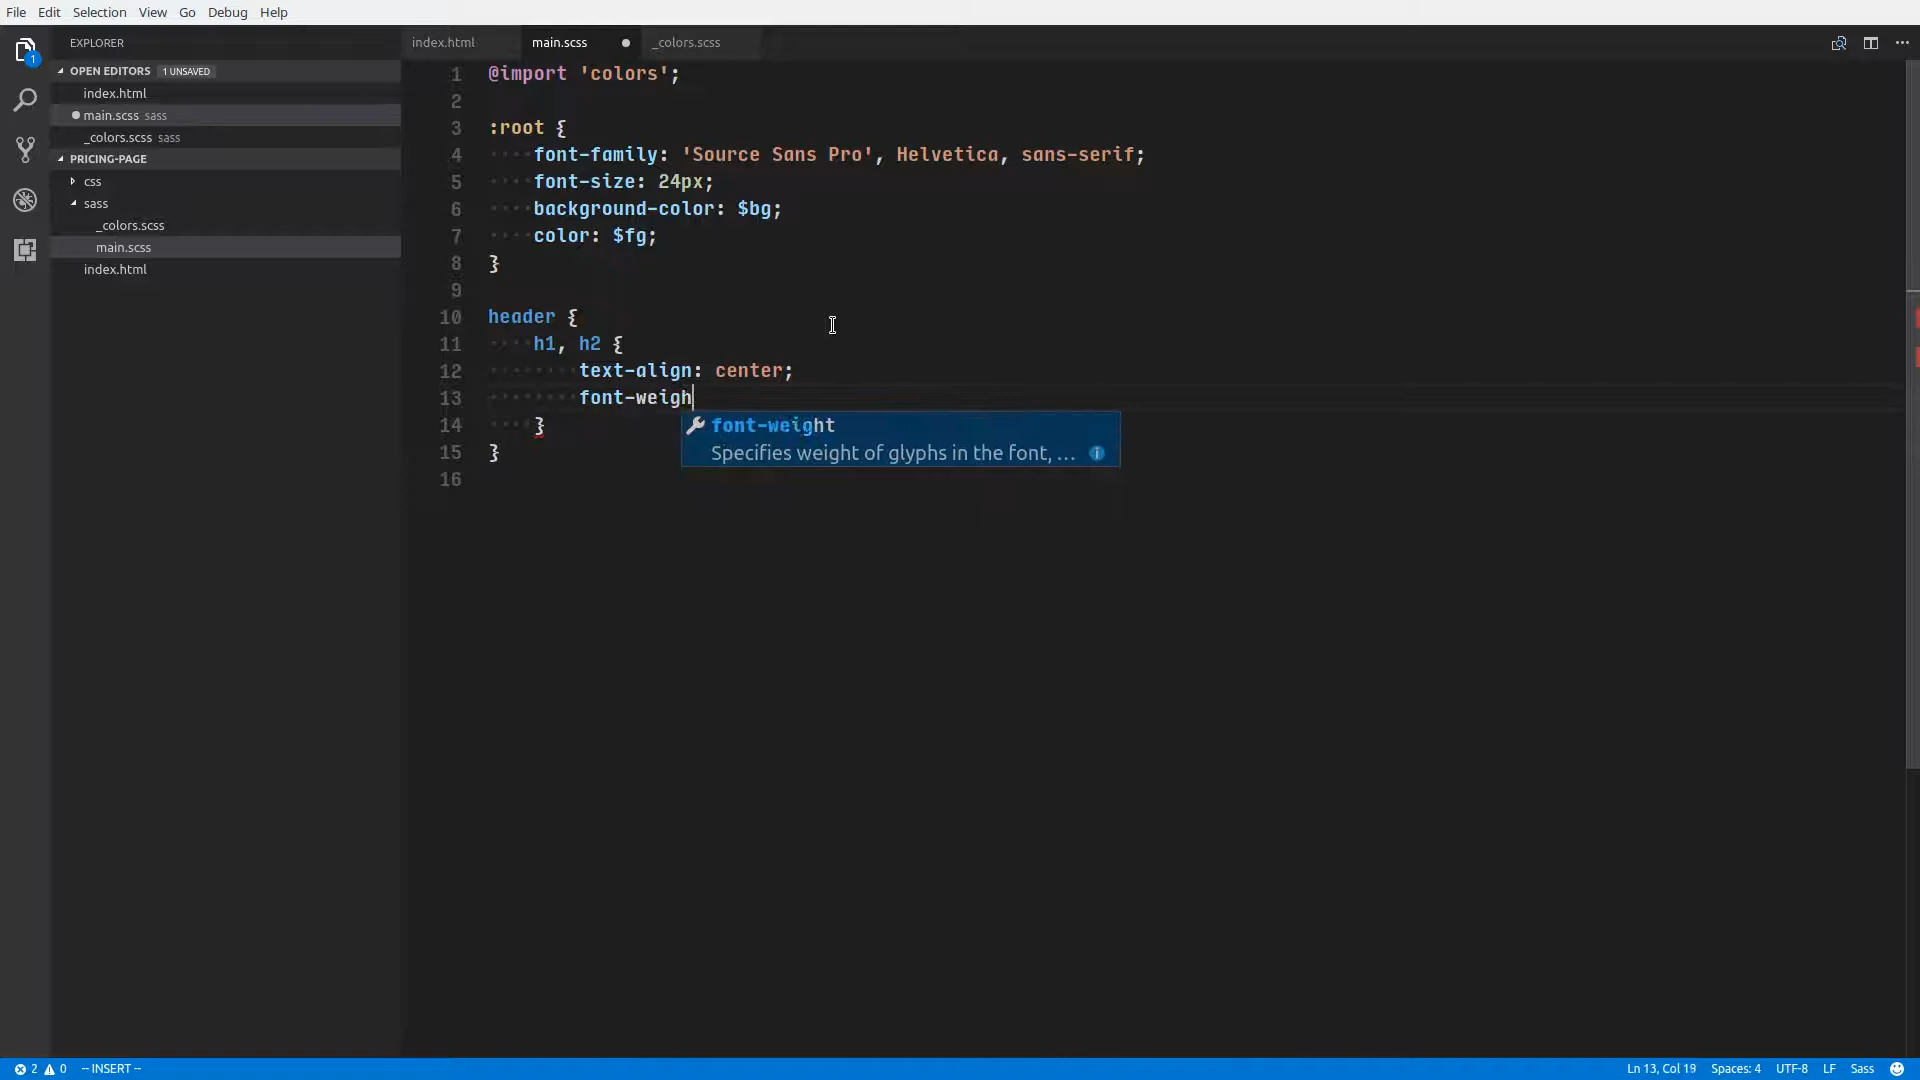 File Edit Selection View Go Debug Help
EXPLORER
OPEN EDITORS 1 UNSAVED
index.html
main.scss sass
_colors.scss sass
PRICING-PAGE
css
sass
_colors.scss
main.scss
index.html
1
index.html main.scss _colors.scss
1 @import 'colors';
2
3 :root {
4 font-family: 'Source Sans Pro', Helvetica, sans-serif;
5 font-size: 24px;
6 background-color: $bg;
7 color: $fg;
8 }
9
10 header {
11 h1, h2 {
12 text-align: center;
13 font-weigh
14 }
15 }
16
font-weight
Specifies weight of glyphs in the font, ...
2 0 -- INSERT -- Ln 13, Col 19 Spaces: 4 UTF-8 LF Sass